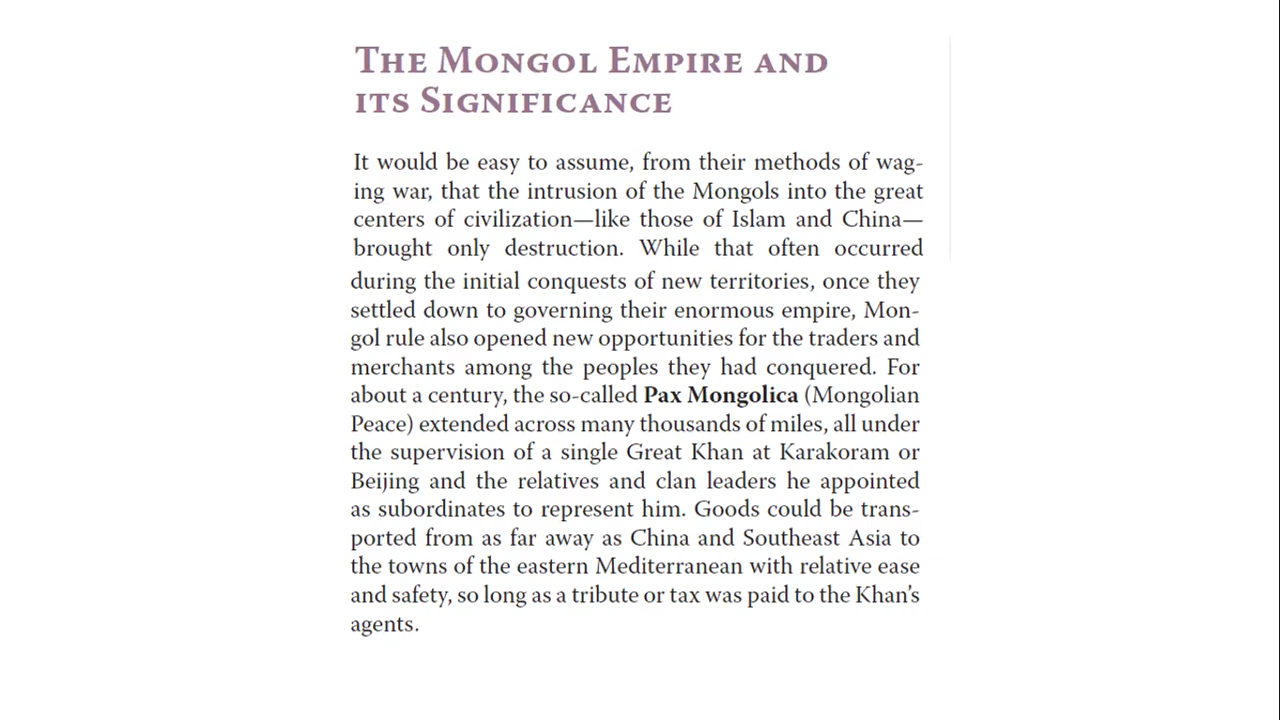 THE MONGOL EMPIRE AND
ITS SIGNIFICANCE
It would be easy to assume, from their methods of wag-
ing war, that the intrusion of the Mongols into the great
centers of civilization—like those of Islam and China—
brought only destruction. While that often occurred
during the initial conquests of new territories, once they
settled down to governing their enormous empire, Mon-
gol rule also opened new opportunities for the traders and
merchants among the peoples they had conquered. For
about a century, the so-called Pax Mongolica (Mongolian
Peace) extended across many thousands of miles, all under
the supervision of a single Great Khan at Karakoram or
Beijing and the relatives and clan leaders he appointed
as subordinates to represent him. Goods could be trans-
ported from as far away as China and Southeast Asia to
the towns of the eastern Mediterranean with relative ease
and safety, so long as a tribute or tax was paid to the Khan's
agents.